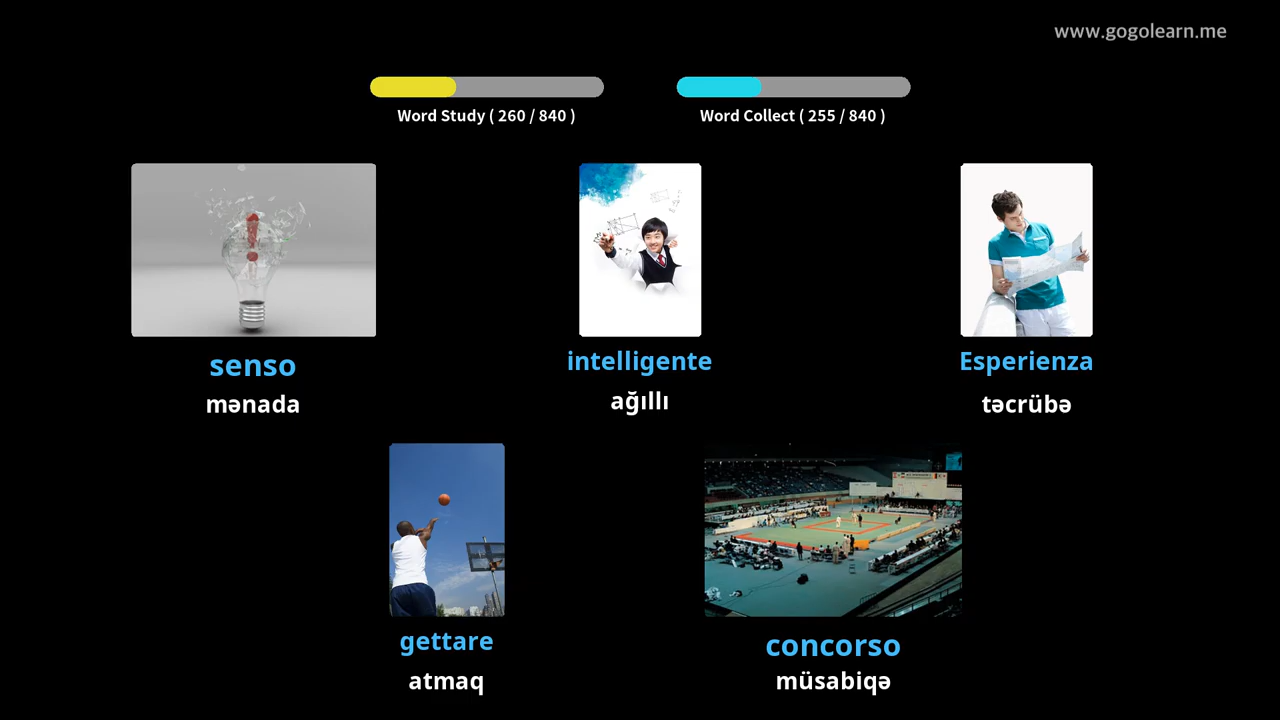 www.gogolearn.me
Word Study ( 260 / 840 )
Word Collect ( 255 / 840 )
senso
mənada
intelligente
ağıllı
Esperienza
təcrübə
gettare
atmaq
concorso
müsabiqə